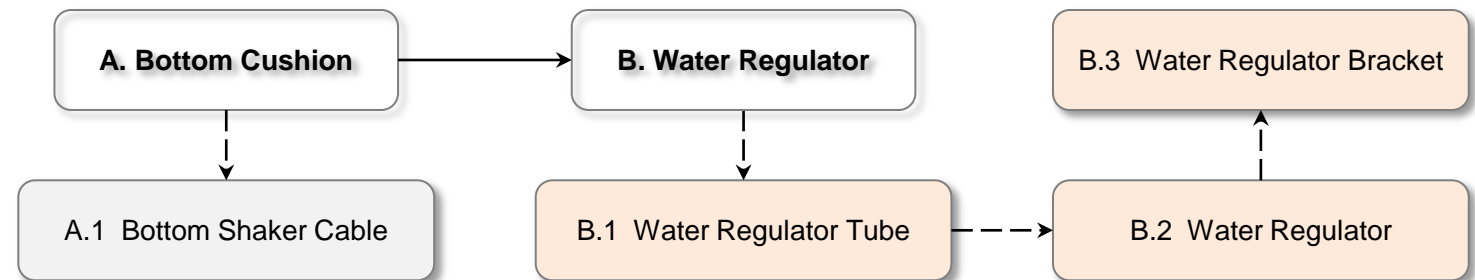 A. Bottom Cushion
B. Water Regulator
B.3 Water Regulator Bracket
A.1 Bottom Shaker Cable
B.1 Water Regulator Tube
B.2 Water Regulator